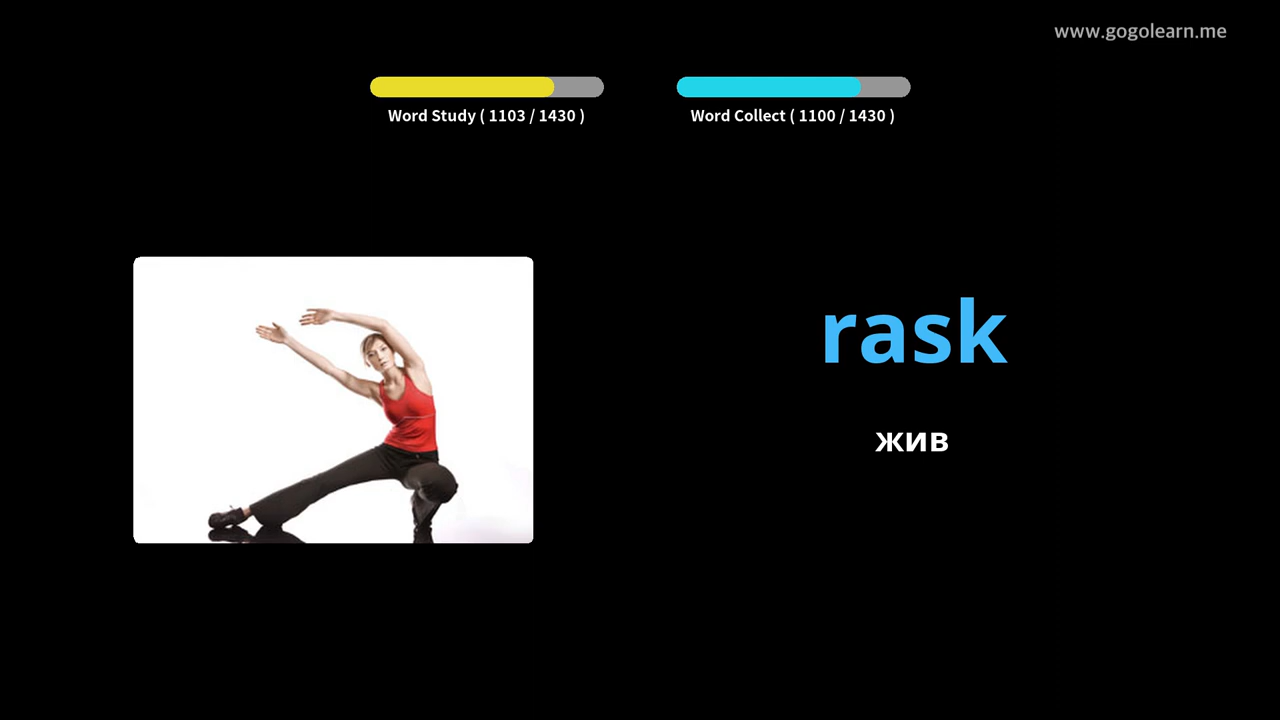 www.gogolearn.me
Word Study ( 1103 / 1430 )
Word Collect ( 1100 / 1430 )
rask
жив